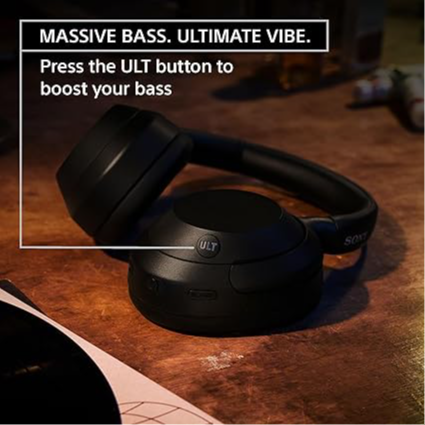 MASSIVE BASS. ULTIMATE VIBE.
Press the ULT button to
boost your bass
ULT
SONY